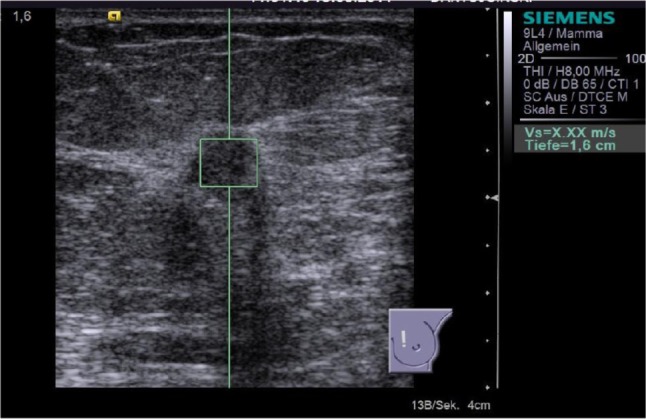 1,6
SIEMENS
9L4 / Mamma
Allgemein
2D 100
THI / H8,00 MHz
0 dB / DB 65 / CTI 1
SC Aus / DTCE M
Skala E / ST 3
Vs=X.XX m/s
Tiefe=1,6 cm
13B/Sek. 4cm